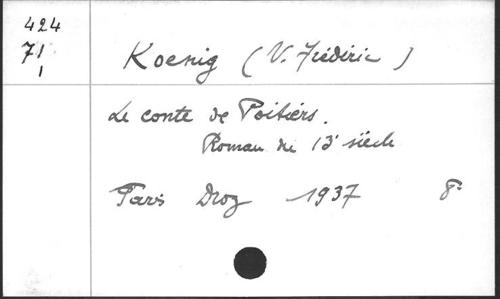 424
71
1
Koenig (V. Frédéric)
Le conte de Poitiers.
Roman du 13e siècle
Paris Droz 1937 8°